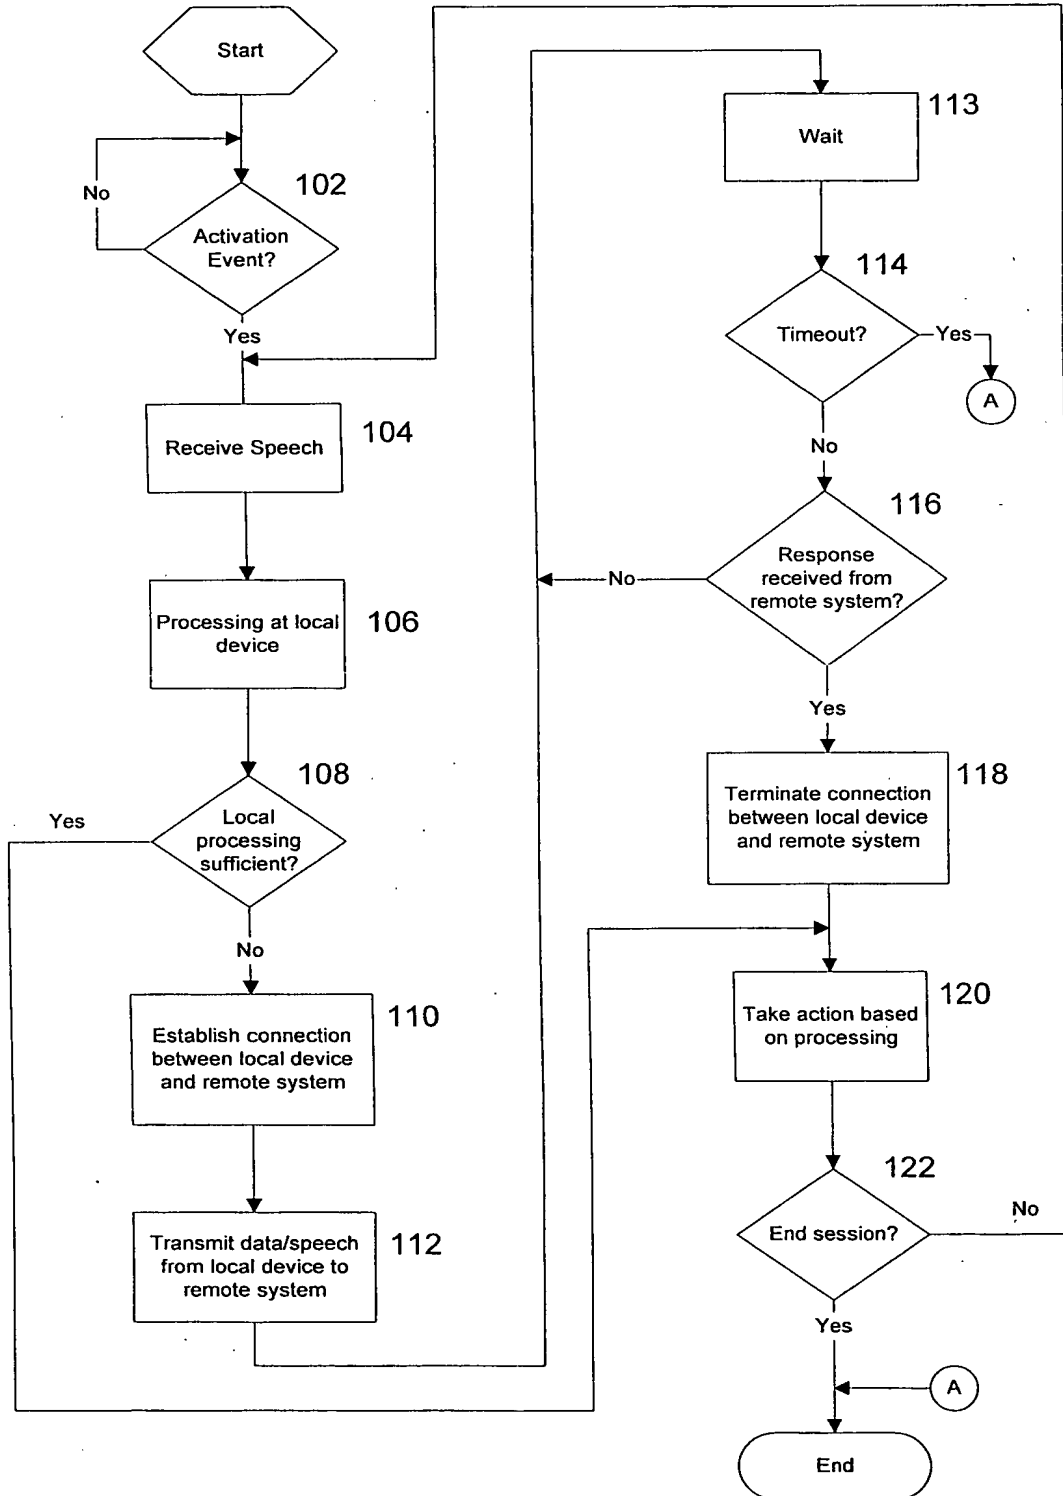 Start
No
102
Activation
Event?
Yes
Receive Speech
104
Processing at local
device
106
108
Yes
Local
processing
sufficient?
No
110
Establish connection
between local device
and remote system
Transmit data/speech
from local device to
remote system
112
113
Wait
114
Timeout?
Yes
A
No
116
Response
received from
remote system?
No
Yes
118
Terminate connection
between local device
and remote system
120
Take action based
on processing
122
No
End session?
Yes
A
End